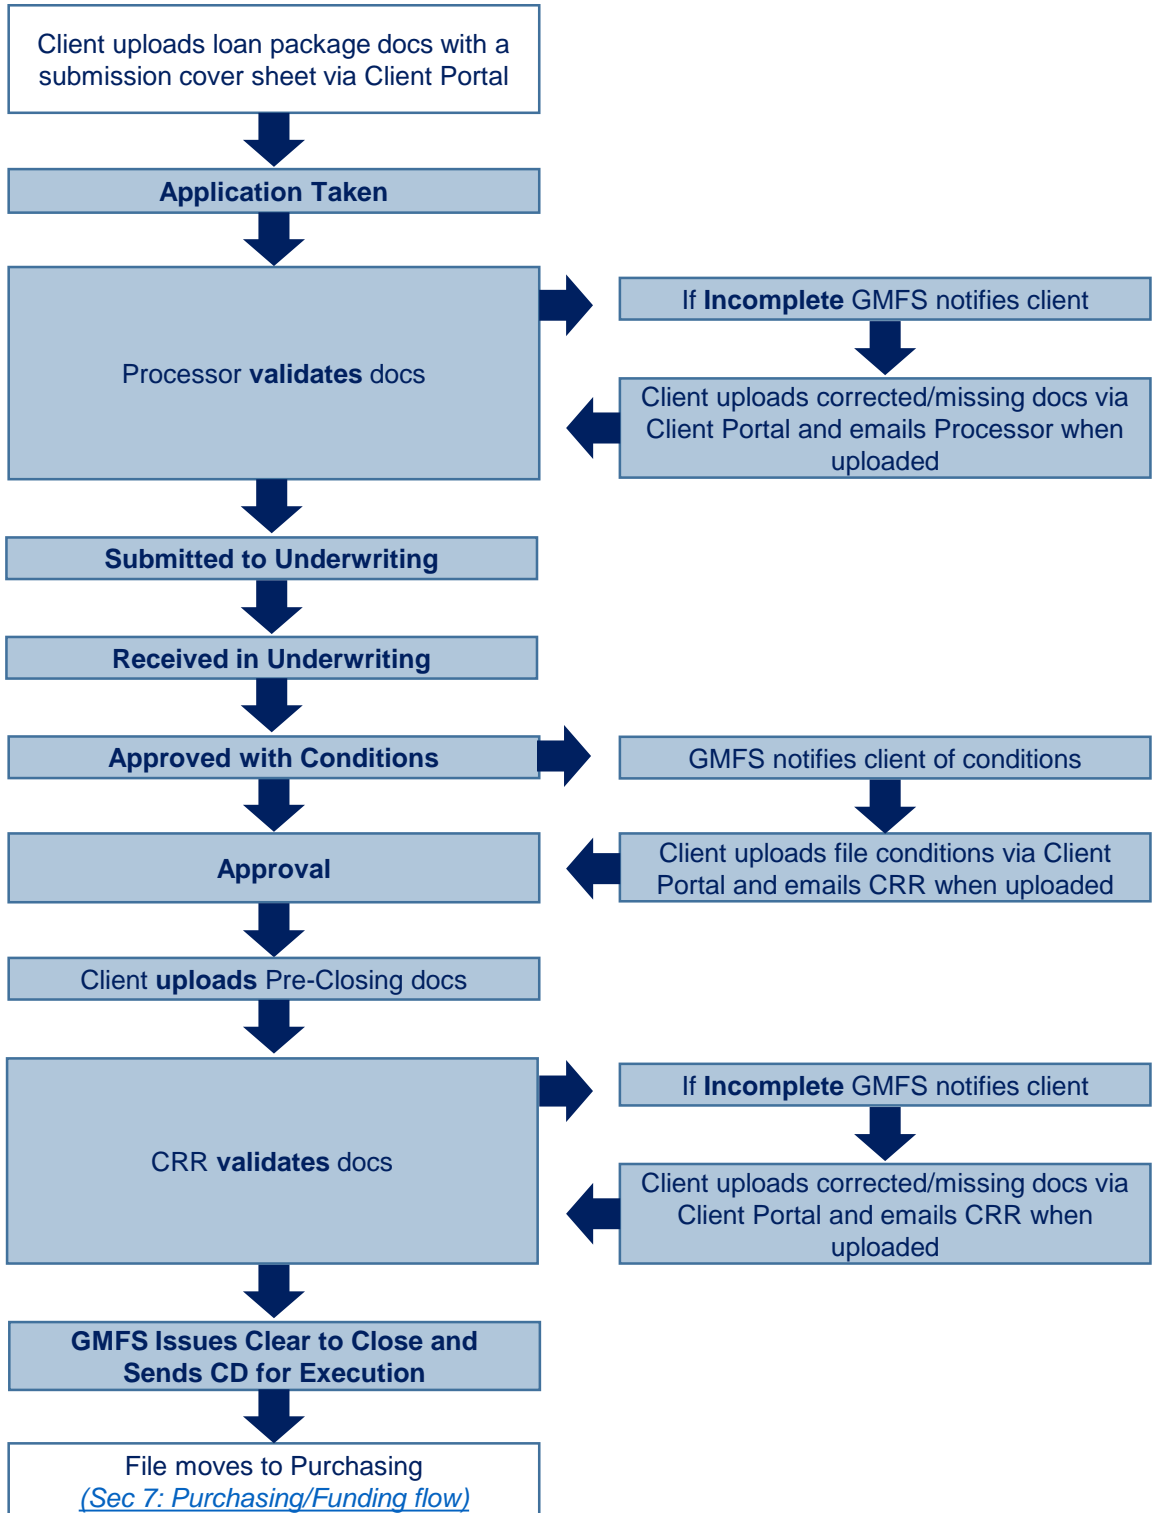 Client uploads loan package docs with a
submission cover sheet via Client Portal
Application Taken
Processor validates docs
If Incomplete GMFS notifies client
Client uploads corrected/missing docs via
Client Portal and emails Processor when
uploaded
Submitted to Underwriting
Received in Underwriting
Approved with Conditions
GMFS notifies client of conditions
Client uploads file conditions via Client
Portal and emails CRR when uploaded
Approval
Client uploads Pre-Closing docs
CRR validates docs
If Incomplete GMFS notifies client
Client uploads corrected/missing docs via
Client Portal and emails CRR when
uploaded
GMFS Issues Clear to Close and
Sends CD for Execution
File moves to Purchasing
(Sec 7: Purchasing/Funding flow)